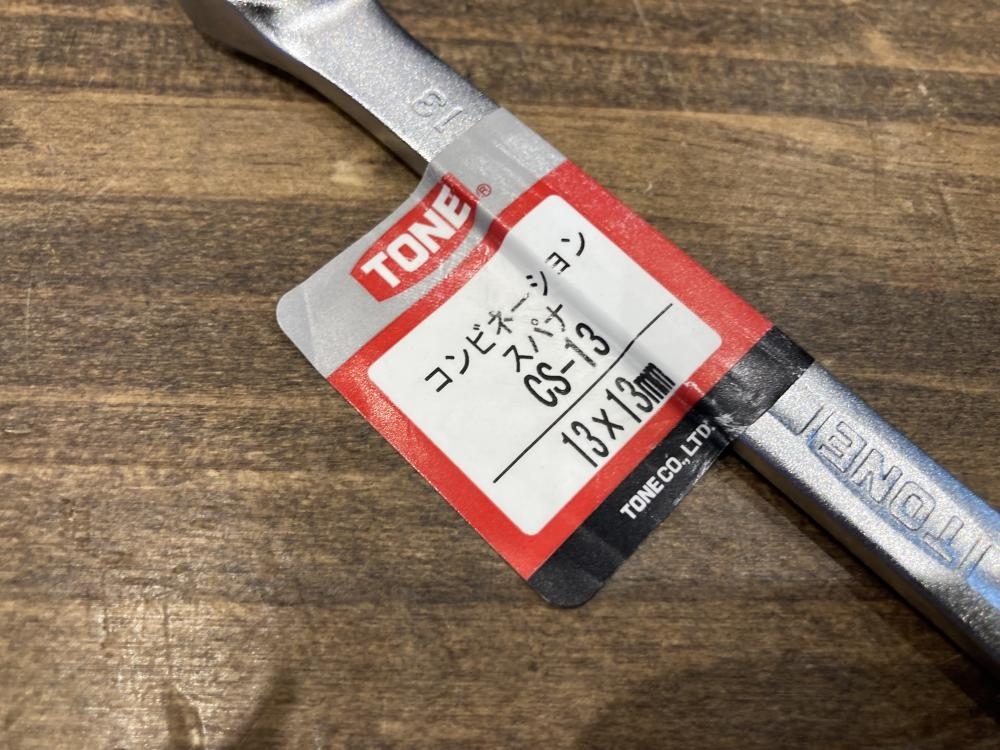 13
TONE®
コンビネーション
スパナ
CS-13
13×13mm
TONE CO., LTD.
TONE